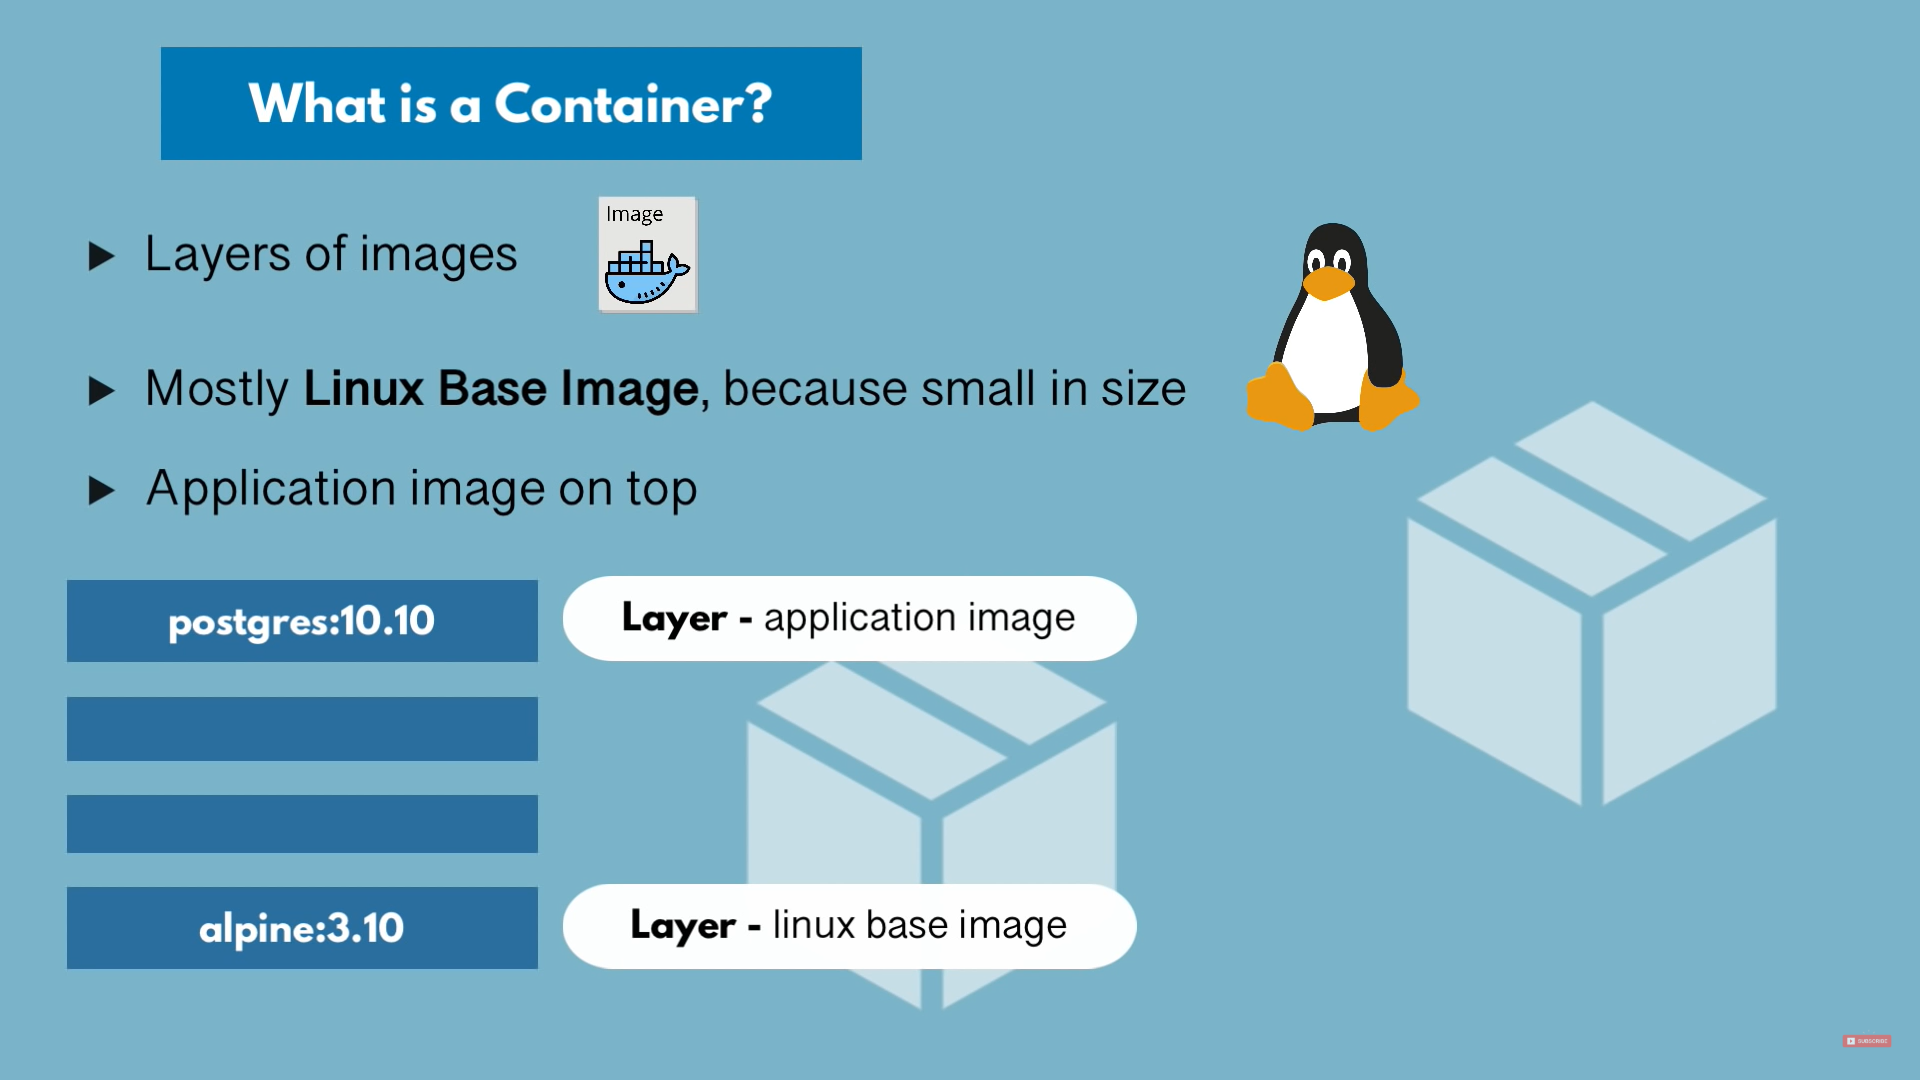 What is a Container?
Layers of images
Image
Mostly Linux Base Image, because small in size
Application image on top
postgres:10.10
Layer - application image
alpine:3.10
Layer - linux base image
SUBSCRIBE